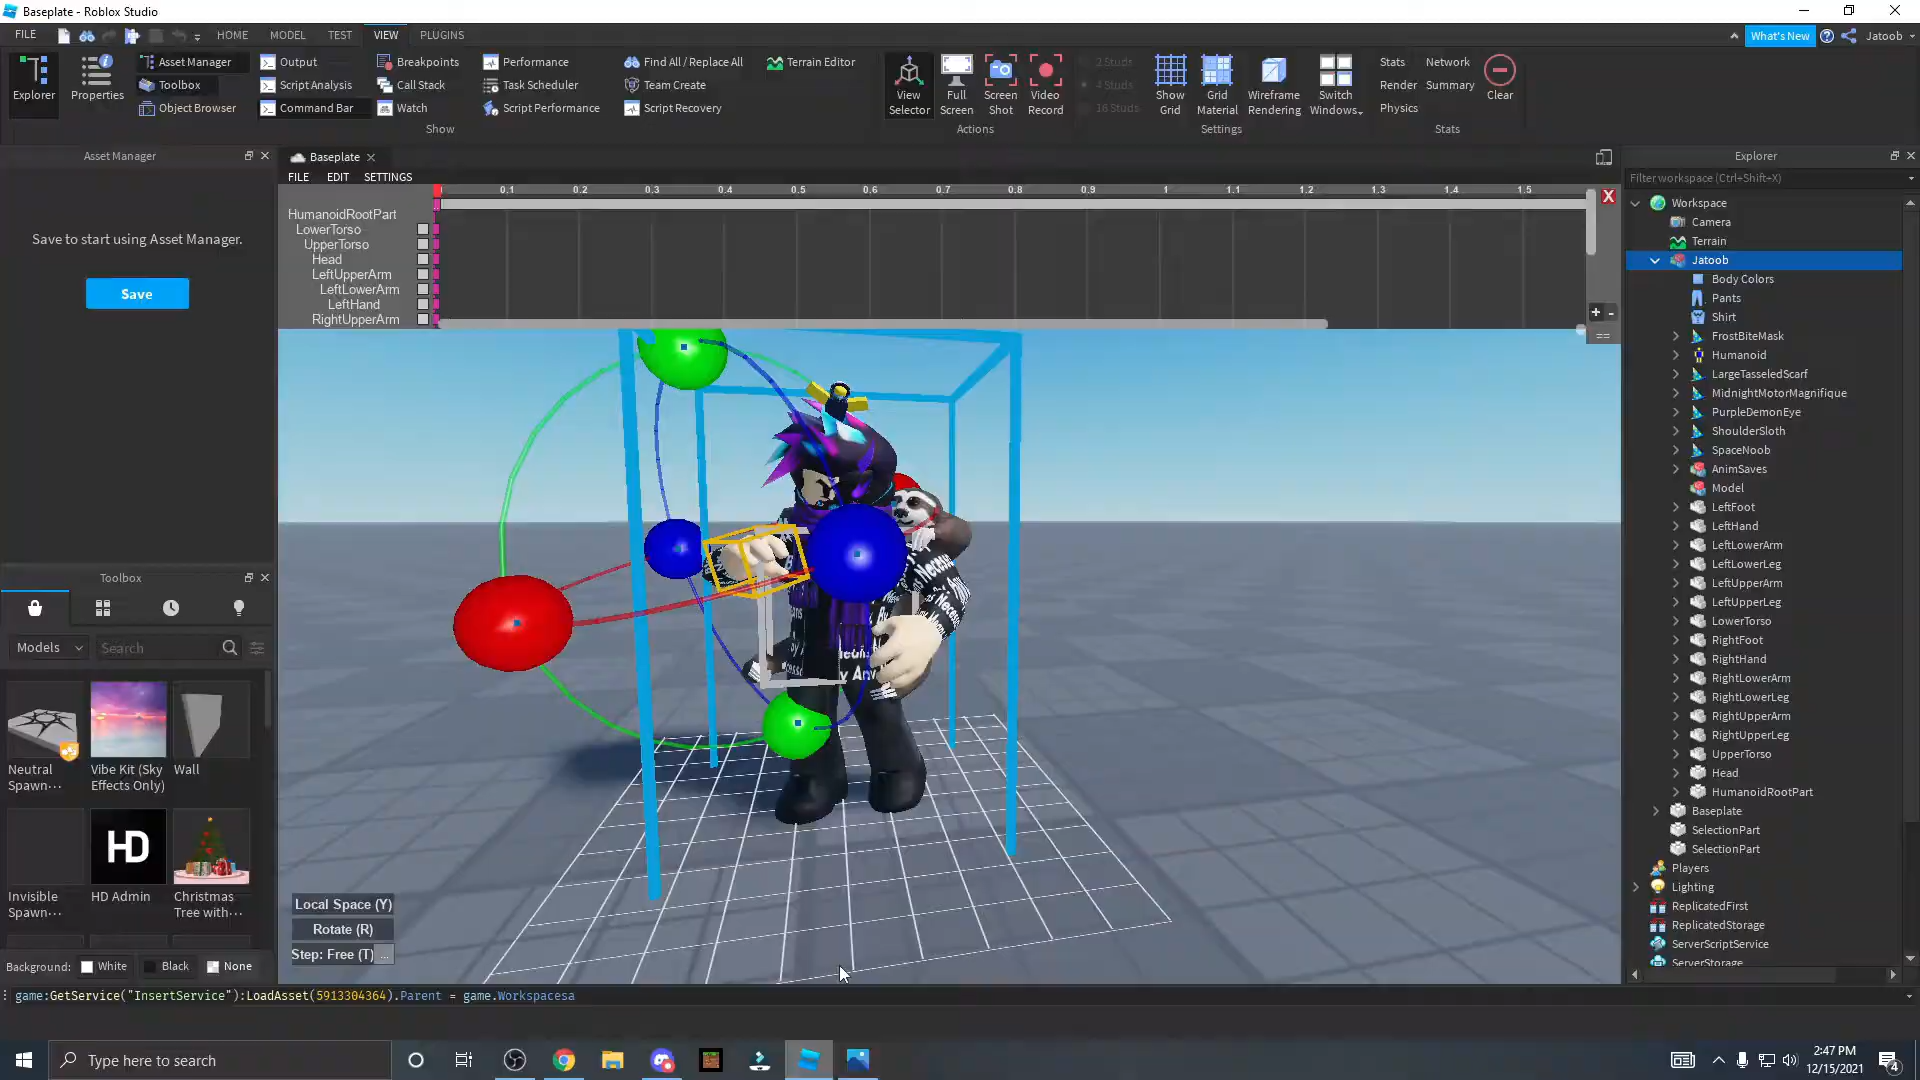 Baseplate - Roblox Studio
FILE HOME MODEL TEST VIEW PLUGINS What's New Jatoob
Explorer Properties
Asset Manager Output Breakpoints Performance Find All / Replace All Terrain Editor
Toolbox Script Analysis Call Stack Task Scheduler Team Create
Object Browser Command Bar Watch Script Performance Script Recovery
Show
View Selector Full Screen Screen Shot Video Record
2 Studs
4 Studs
16 Studs
Actions
Show Grid Grid Material Wireframe Rendering Switch Windows
Settings
Stats Network
Render Summary
Physics
Clear
Stats
Asset Manager
Save to start using Asset Manager.
Save
Toolbox
Models Search
Neutral Spawn...
Vibe Kit (Sky Effects Only)
Wall
Invisible Spawn...
HD
HD Admin
Christmas Tree with...
Background: White Black None
Baseplate
FILE EDIT SETTINGS
0.1 0.2 0.3 0.4 0.5 0.6 0.7 0.8 0.9 1 1.1 1.2 1.3 1.4 1.5
X
HumanoidRootPart
LowerTorso
UpperTorso
Head
LeftUpperArm
LeftLowerArm
LeftHand
RightUpperArm
+ -
==
Local Space (Y)
Rotate (R)
Step: Free (T) ...
game:GetService("InsertService"):LoadAsset(5913304364).Parent = game.Workspacesa
Explorer
Filter workspace (Ctrl+Shift+X)
Workspace
Camera
Terrain
Jatoob
Body Colors
Pants
Shirt
FrostBiteMask
Humanoid
LargeTasseledScarf
MidnightMotorMagnifique
PurpleDemonEye
ShoulderSloth
SpaceNoob
AnimSaves
Model
LeftFoot
LeftHand
LeftLowerArm
LeftLowerLeg
LeftUpperArm
LeftUpperLeg
LowerTorso
RightFoot
RightHand
RightLowerArm
RightLowerLeg
RightUpperArm
RightUpperLeg
UpperTorso
Head
HumanoidRootPart
Baseplate
SelectionPart
SelectionPart
Players
Lighting
ReplicatedFirst
ReplicatedStorage
ServerScriptService
ServerStorage
Type here to search
2:47 PM
12/15/2021
4